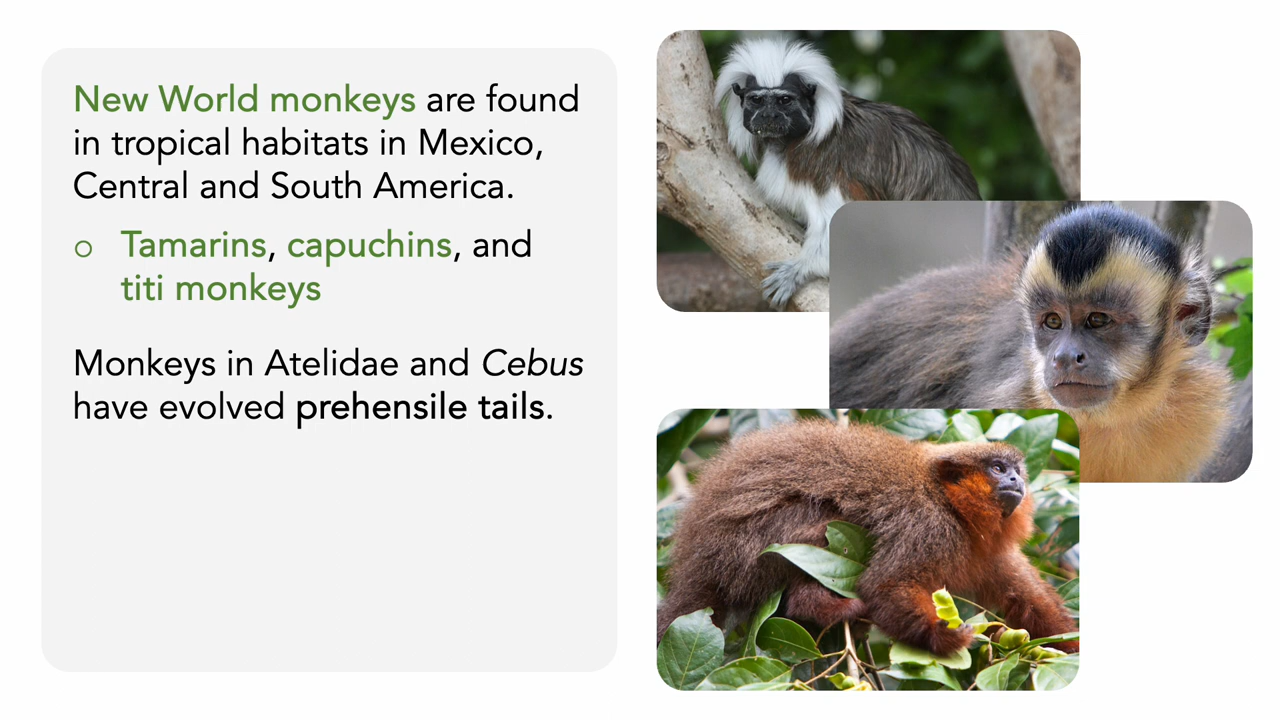 New World monkeys are found
in tropical habitats in Mexico,
Central and South America.
o Tamarins, capuchins, and
titi monkeys
Monkeys in Atelidae and Cebus
have evolved prehensile tails.